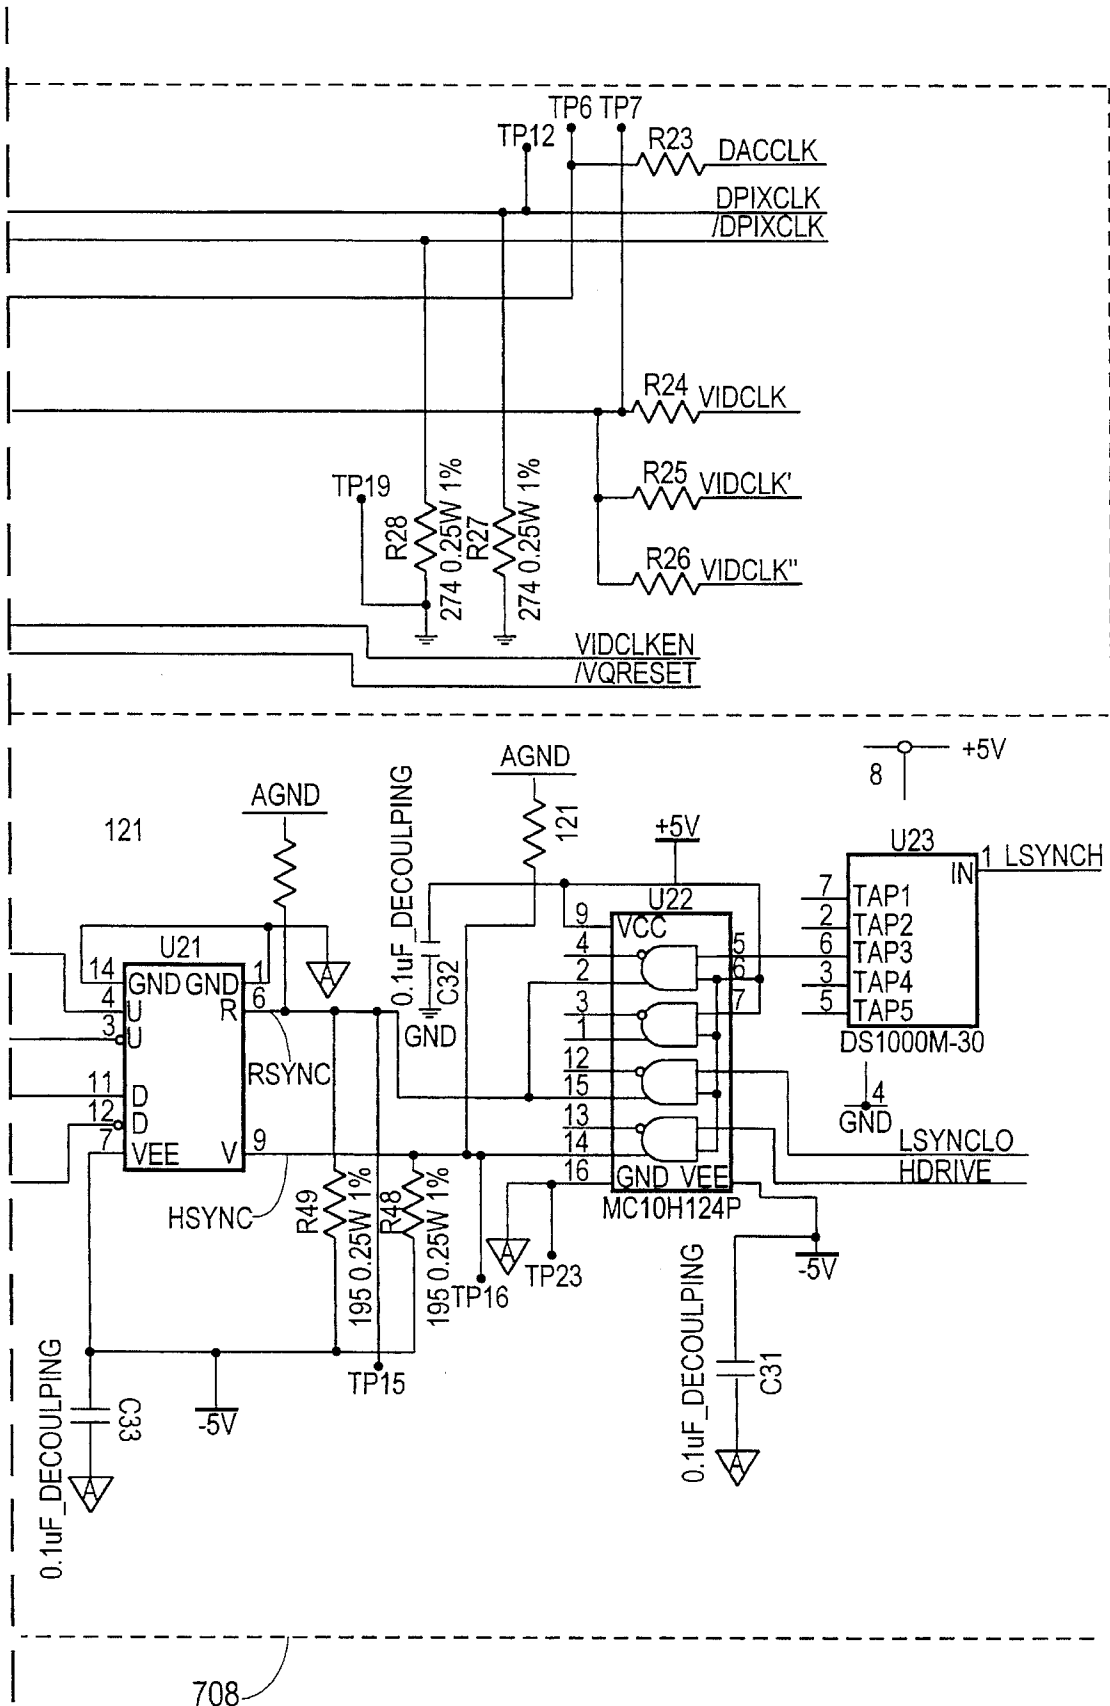 TP6 TP7
TP12
R23
DACCLK
DPIXCLK
/DPIXCLK
R24
VIDCLK
TP19
R28
274 0.25W 1%
R27
274 0.25W 1%
R25
VIDCLK'
R26
VIDCLK"
VIDCLKEN
/VQRESET
AGND
+5V
8
121
AGND
0.1uF_DECOULPING
C32
GND
121
+5V
U23
1 LSYNCH
IN
7 TAP1
2 TAP2
6 TAP3
3 TAP4
5 TAP5
DS1000M-30
4
GND
U21
14 GND GND 1
4 U R 6
3 U
11 D
12 D
7 VEE V 9
A
RSYNC
HSYNC
U22
9 VCC
4
5
2
6
3
7
1
12
15
13
14
16 GND VEE
MC10H124P
LSYNCLO
HDRIVE
R49
195 0.25W 1%
R48
195 0.25W 1%
A
TP23
TP16
-5V
TP15
0.1uF_DECOULPING
C31
A
0.1uF_DECOULPING
C33
-5V
A
708